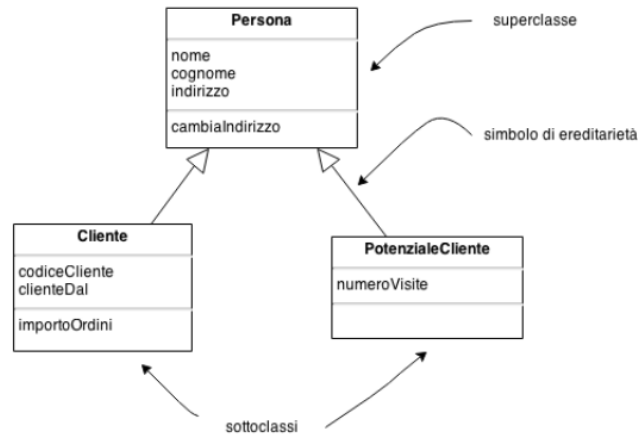 Persona
superclasse
nome
cognome
indirizzo
cambiaIndirizzo
simbolo di ereditarietà
Cliente
codiceCliente
clienteDal
importoOrdini
PotenzialeCliente
numeroVisite
sottoclassi